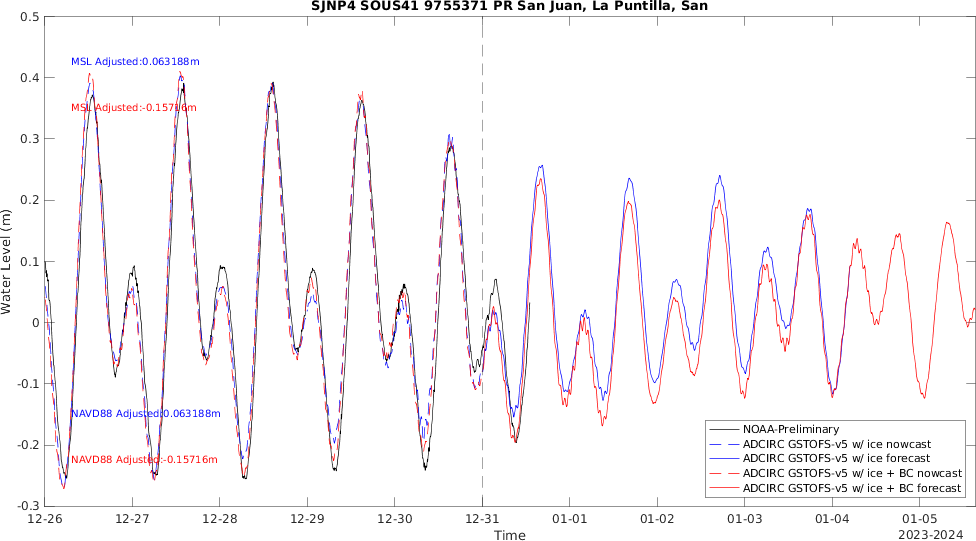 SJNP4 SOUS41 9755371 PR San Juan, La Puntilla, San
0.5
0.4
0.3
0.2
0.1
0
-0.1
-0.2
-0.3
Water Level (m)
MSL Adjusted:0.063188m
MSL Adjusted:-0.15716m
NAVD88 Adjusted:0.063188m
NAVD88 Adjusted:-0.15716m
NOAA-Preliminary
ADCIRC GSTOFS-v5 w/ ice nowcast
ADCIRC GSTOFS-v5 w/ ice forecast
ADCIRC GSTOFS-v5 w/ ice + BC nowcast
ADCIRC GSTOFS-v5 w/ ice + BC forecast
12-26 12-27 12-28 12-29 12-30 12-31 01-01 01-02 01-03 01-04 01-05
Time
2023-2024